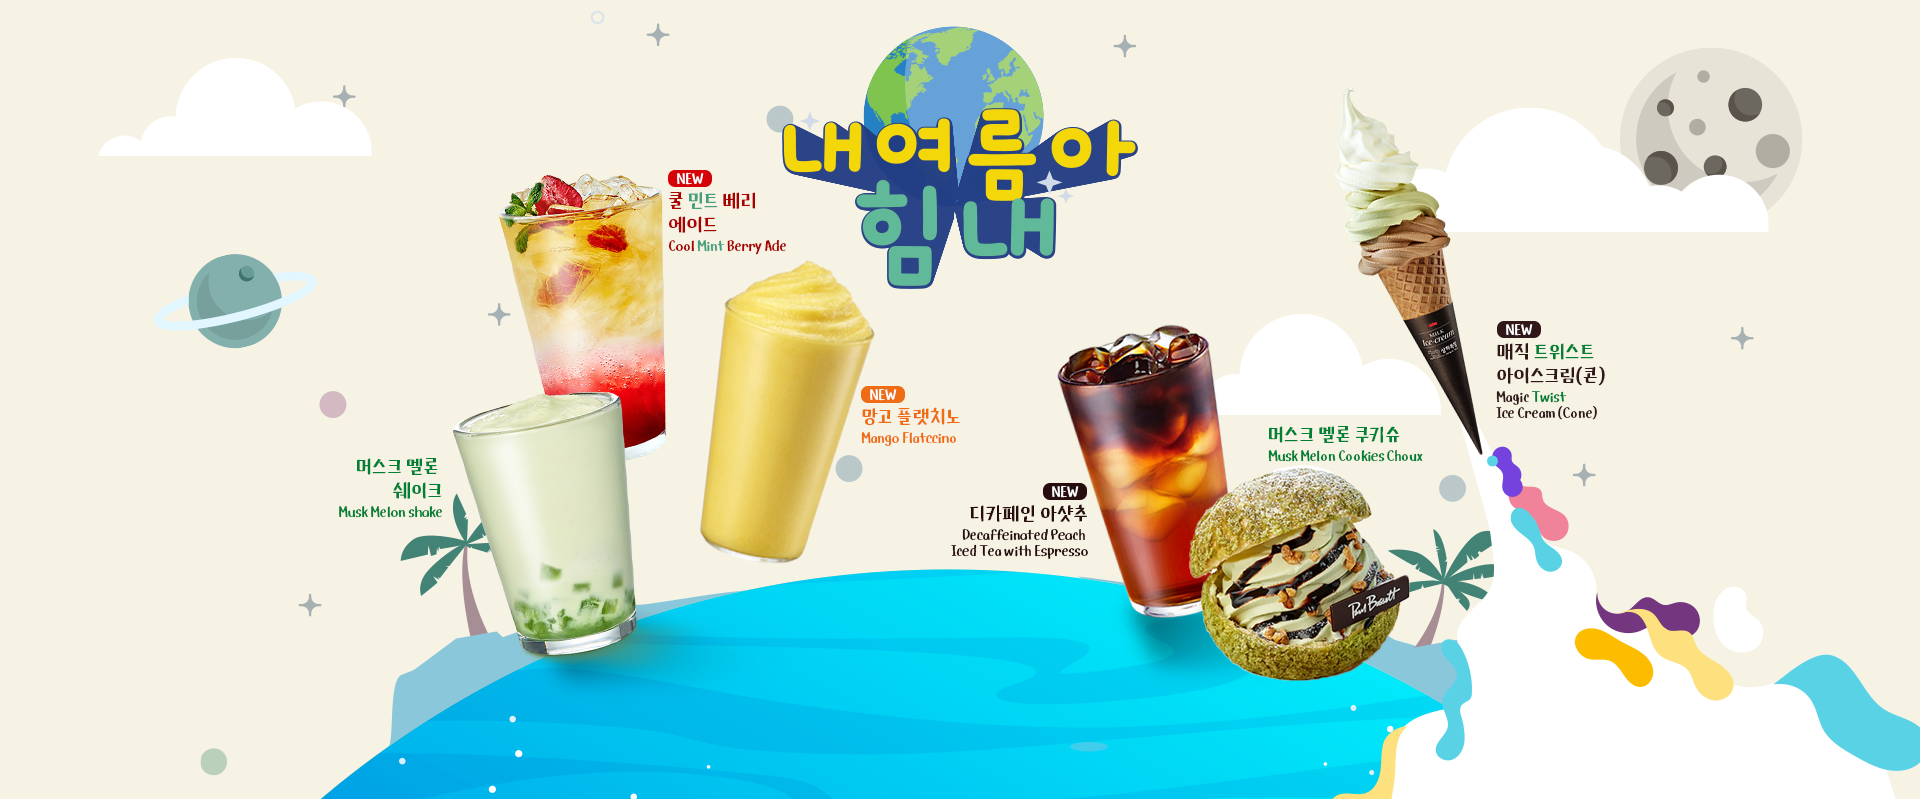 내여름아
힘내
NEW
쿨 민트 베리
에이드
Cool Mint Berry Ade
NEW
망고 플랫치노
Mango Flatccino
머스크 멜론
쉐이크
Musk Melon shake
NEW
디카페인 아샷추
Decaffeinated Peach
Iced Tea with Espresso
머스크 멜론 쿠키슈
Musk Melon Cookies Choux
Paul Bassett
NEW
매직 트위스트
아이스크림(콘)
Magic Twist
Ice Cream (Cone)
MILK
Ice-cream